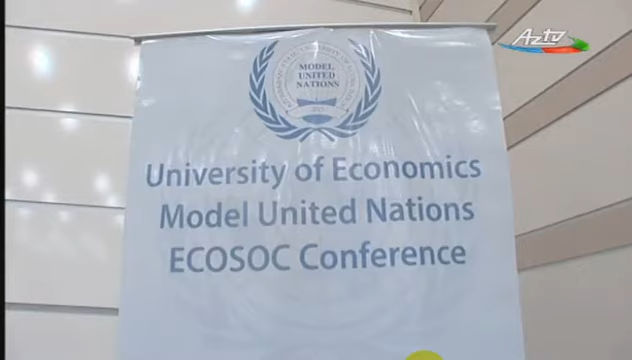 AzTV
MODEL
UNITED
NATIONS
University of Economics
Model United Nations
ECOSOC Conference